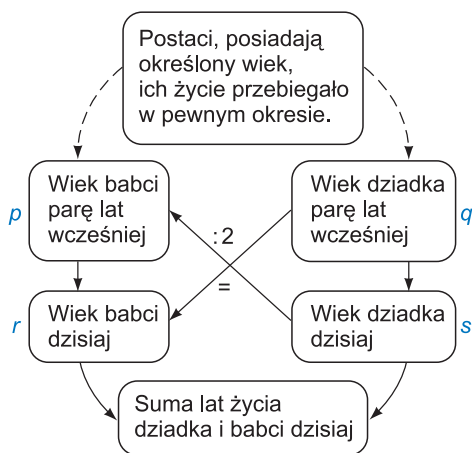 Postaci, posiadają
określony wiek,
ich życie przebiegało
w pewnym okresie.
p
Wiek babci
parę lat
wcześniej
Wiek dziadka
parę lat
wcześniej
q
:2
=
r
Wiek babci
dzisiaj
Wiek dziadka
dzisiaj
s
Suma lat życia
dziadka i babci dzisiaj